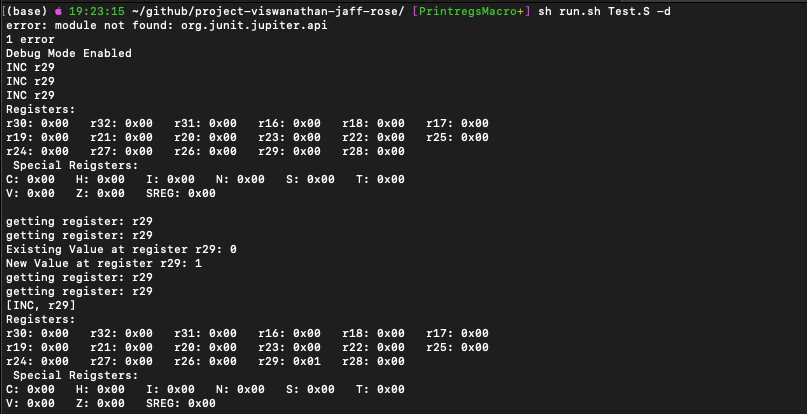 (base) 19:23:15 ~/github/project-viswanathan-jaff-rose/ [PrintregsMacro+] sh run.sh Test.S -d
error: module not found: org.junit.jupiter.api
1 error
Debug Mode Enabled
INC r29
INC r29
INC r29
Registers:
r30: 0x00   r32: 0x00   r31: 0x00   r16: 0x00   r18: 0x00   r17: 0x00
r19: 0x00   r21: 0x00   r20: 0x00   r23: 0x00   r22: 0x00   r25: 0x00
r24: 0x00   r27: 0x00   r26: 0x00   r29: 0x00   r28: 0x00
 Special Reigsters:
C: 0x00   H: 0x00   I: 0x00   N: 0x00   S: 0x00   T: 0x00
V: 0x00   Z: 0x00   SREG: 0x00

getting register: r29
getting register: r29
Existing Value at register r29: 0
New Value at register r29: 1
getting register: r29
getting register: r29
[INC, r29]
Registers:
r30: 0x00   r32: 0x00   r31: 0x00   r16: 0x00   r18: 0x00   r17: 0x00
r19: 0x00   r21: 0x00   r20: 0x00   r23: 0x00   r22: 0x00   r25: 0x00
r24: 0x00   r27: 0x00   r26: 0x00   r29: 0x01   r28: 0x00
 Special Reigsters:
C: 0x00   H: 0x00   I: 0x00   N: 0x00   S: 0x00   T: 0x00
V: 0x00   Z: 0x00   SREG: 0x00